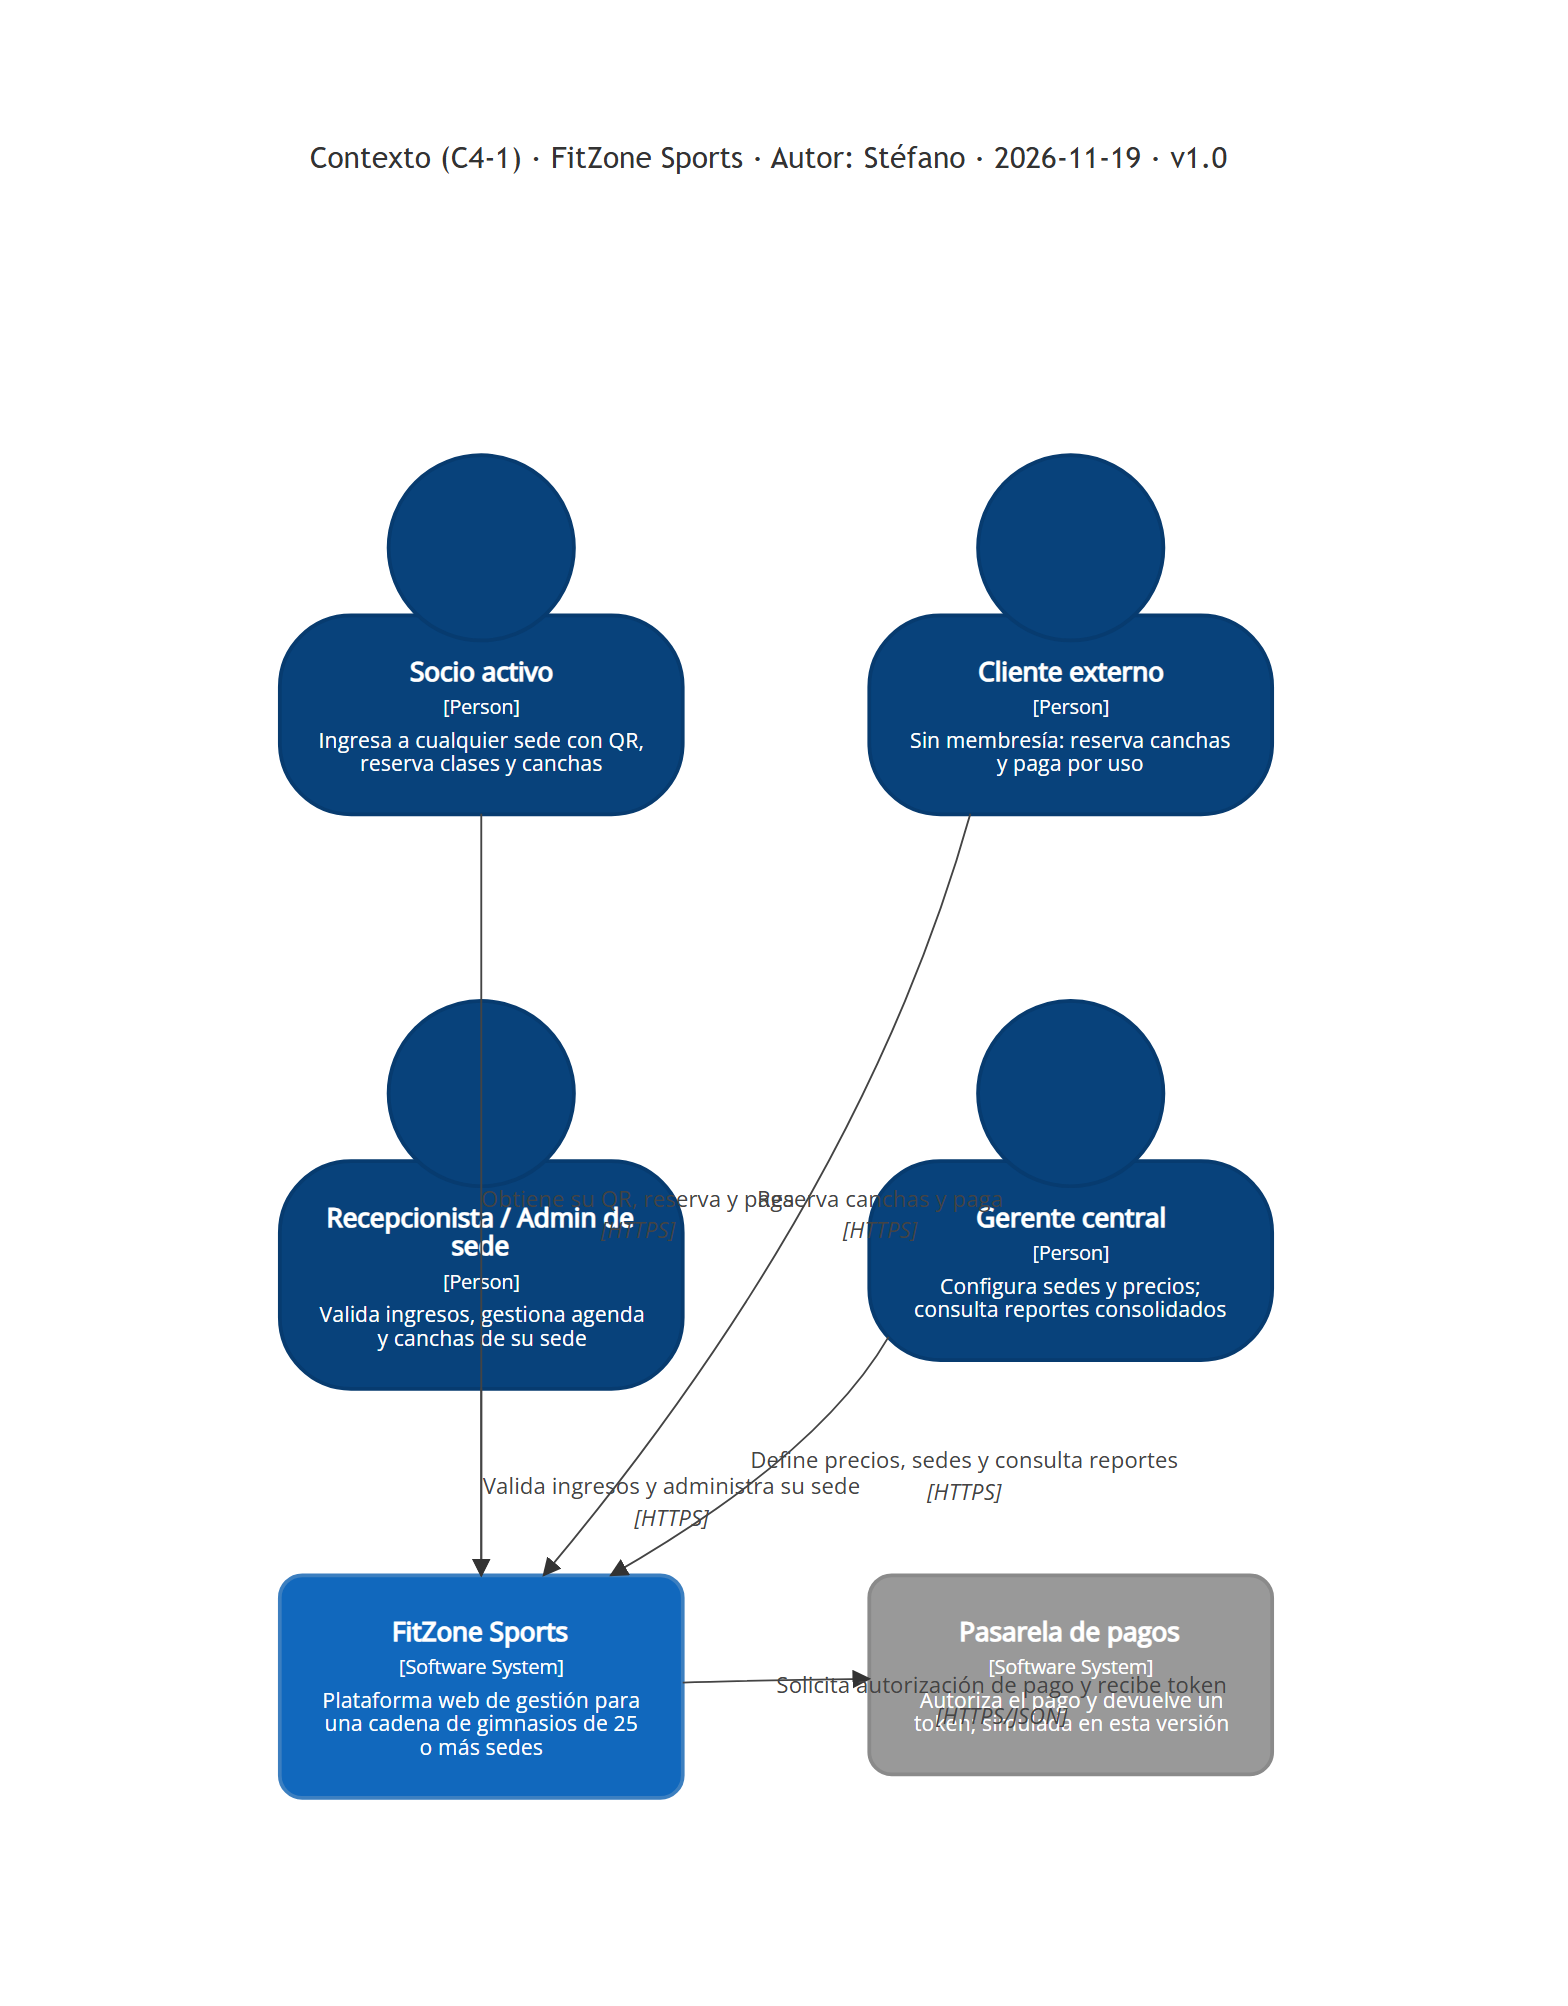 Contexto (C4-1) · FitZone Sports · Autor: Stéfano · 2026-11-19 · v1.0
Socio activo
[Person]
Ingresa a cualquier sede con QR,
reserva clases y canchas
Cliente externo
[Person]
Sin membresía: reserva canchas
y paga por uso
Obtiene su QR, reserva y paga
[HTTPS]
Reserva canchas y paga
[HTTPS]
Recepcionista / Admin de
sede
[Person]
Valida ingresos, gestiona agenda
y canchas de su sede
Gerente central
[Person]
Configura sedes y precios;
consulta reportes consolidados
Define precios, sedes y consulta reportes
[HTTPS]
Valida ingresos y administra su sede
[HTTPS]
FitZone Sports
[Software System]
Plataforma web de gestión para
una cadena de gimnasios de 25
o más sedes
Solicita autorización de pago y recibe token
[HTTPS/JSON]
Pasarela de pagos
[Software System]
Autoriza el pago y devuelve un
token; simulada en esta versión